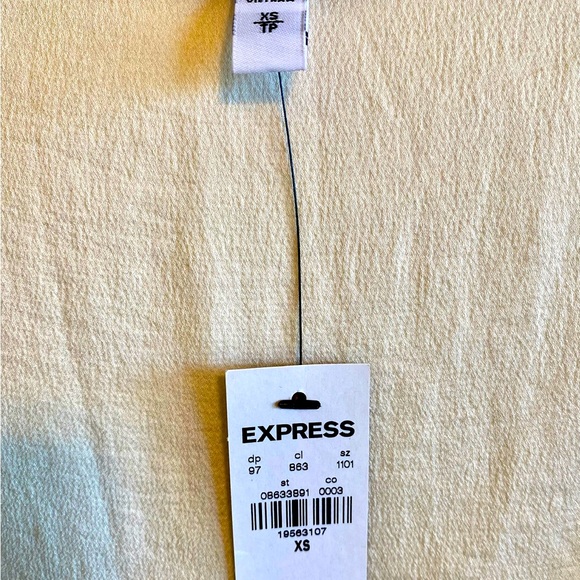 XS
TP
EXPRESS
dp cl sz
97 863 1101
st co
08633891 0003
19563107
XS